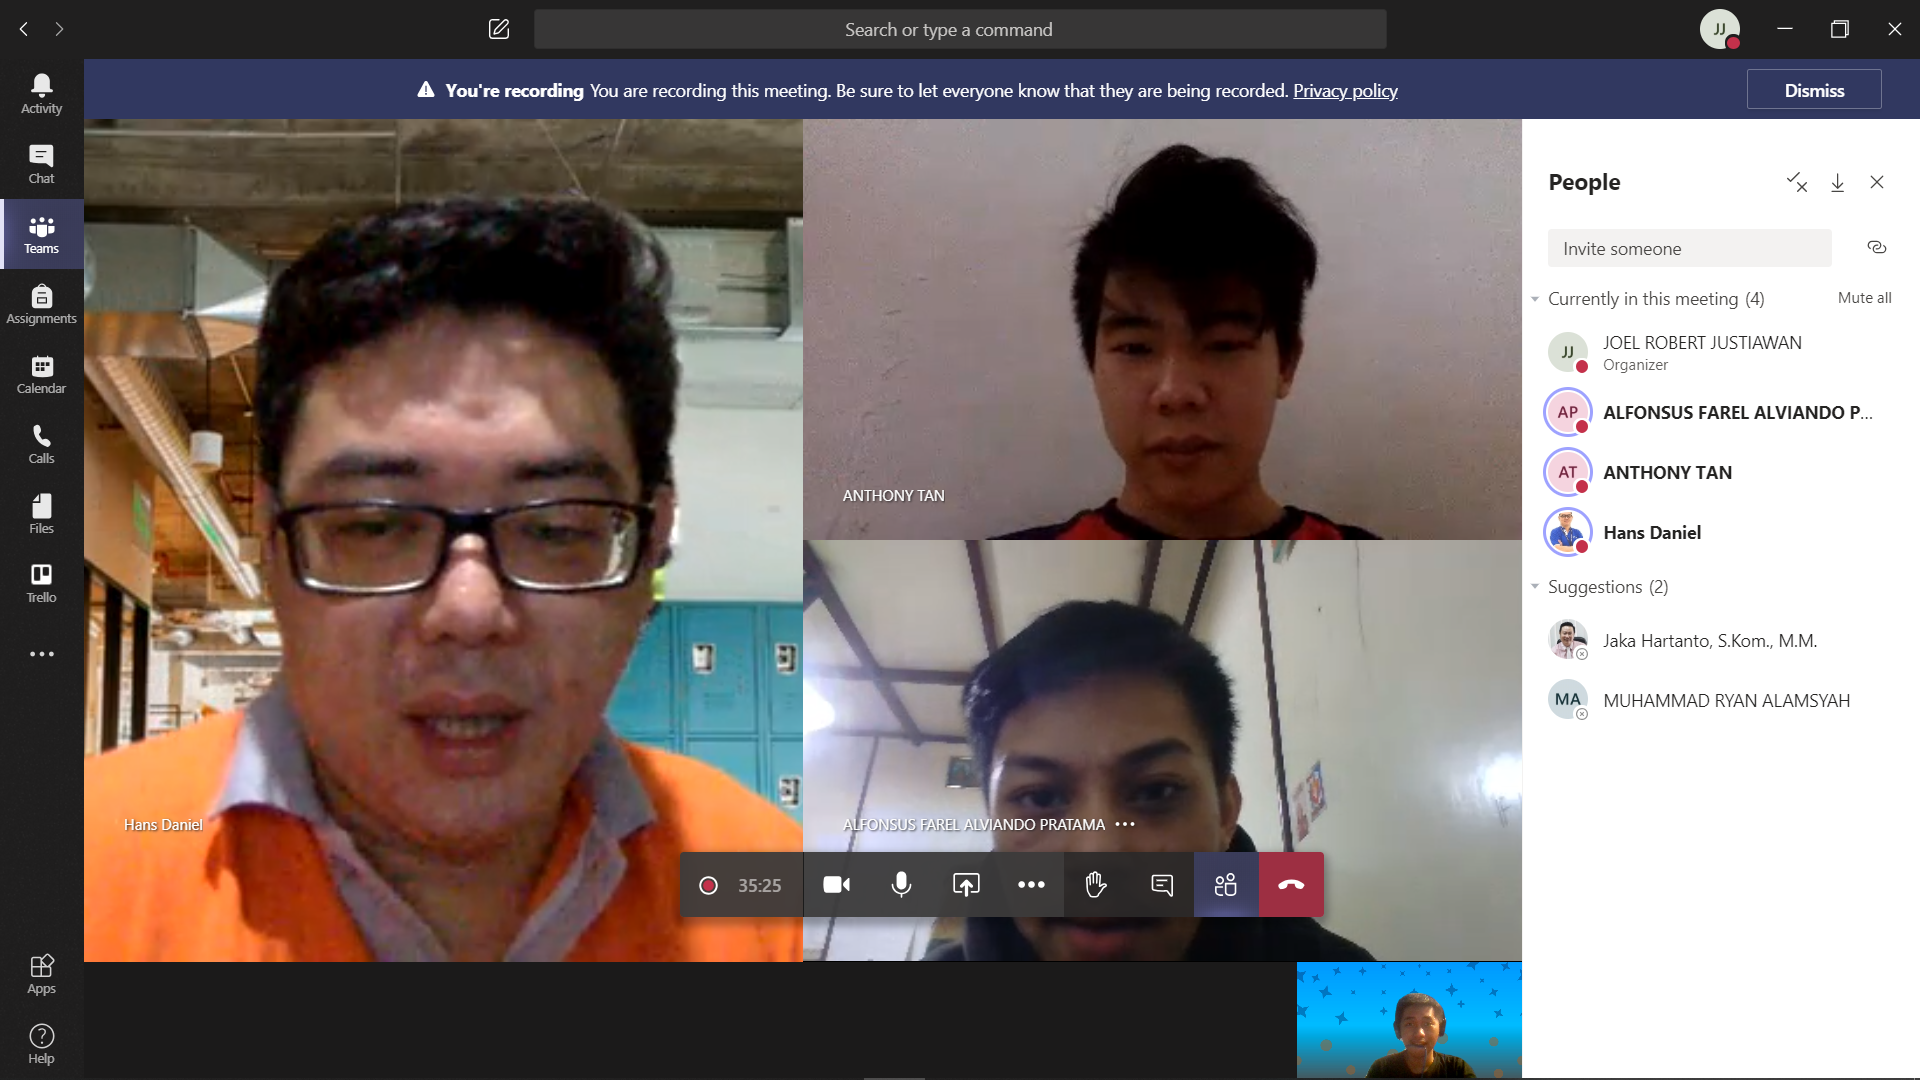 Search or type a command
JJ
You're recording You are recording this meeting. Be sure to let everyone know that they are being recorded. Privacy policy
Dismiss
Activity
Chat
Teams
Assignments
Calendar
Calls
Files
Trello
Apps
Help
Hans Daniel
ANTHONY TAN
ALFONSUS FAREL ALVIANDO PRATAMA
35:25
People
Invite someone
Currently in this meeting (4)
Mute all
JJ
JOEL ROBERT JUSTIAWAN
Organizer
AP
ALFONSUS FAREL ALVIANDO P...
AT
ANTHONY TAN
Hans Daniel
Suggestions (2)
Jaka Hartanto, S.Kom., M.M.
MA
MUHAMMAD RYAN ALAMSYAH